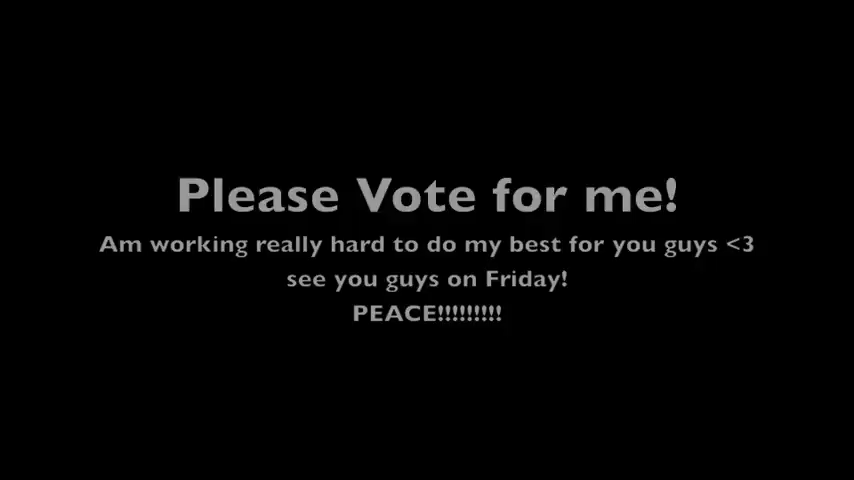 Please Vote for me!
Am working really hard to do my best for you guys <3
see you guys on Friday!
PEACE!!!!!!!!!